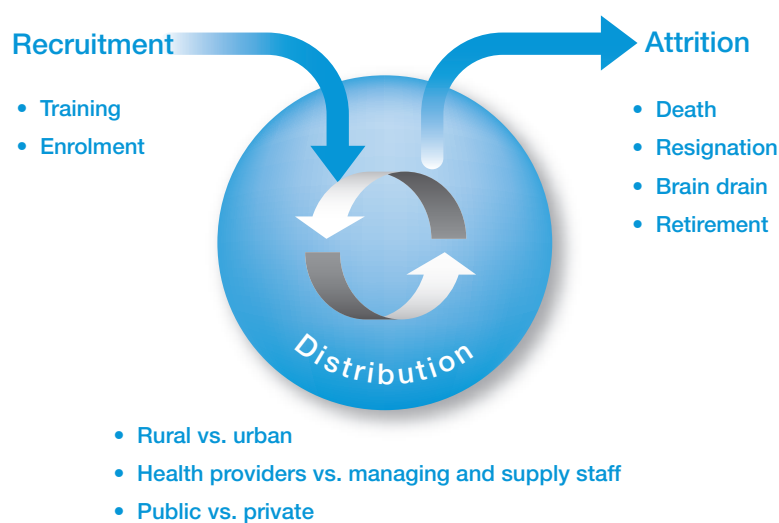 Recruitment
• Training
• Enrolment
Attrition
• Death
• Resignation
• Brain drain
• Retirement
Distribution
• Rural vs. urban
• Health providers vs. managing and supply staff
• Public vs. private